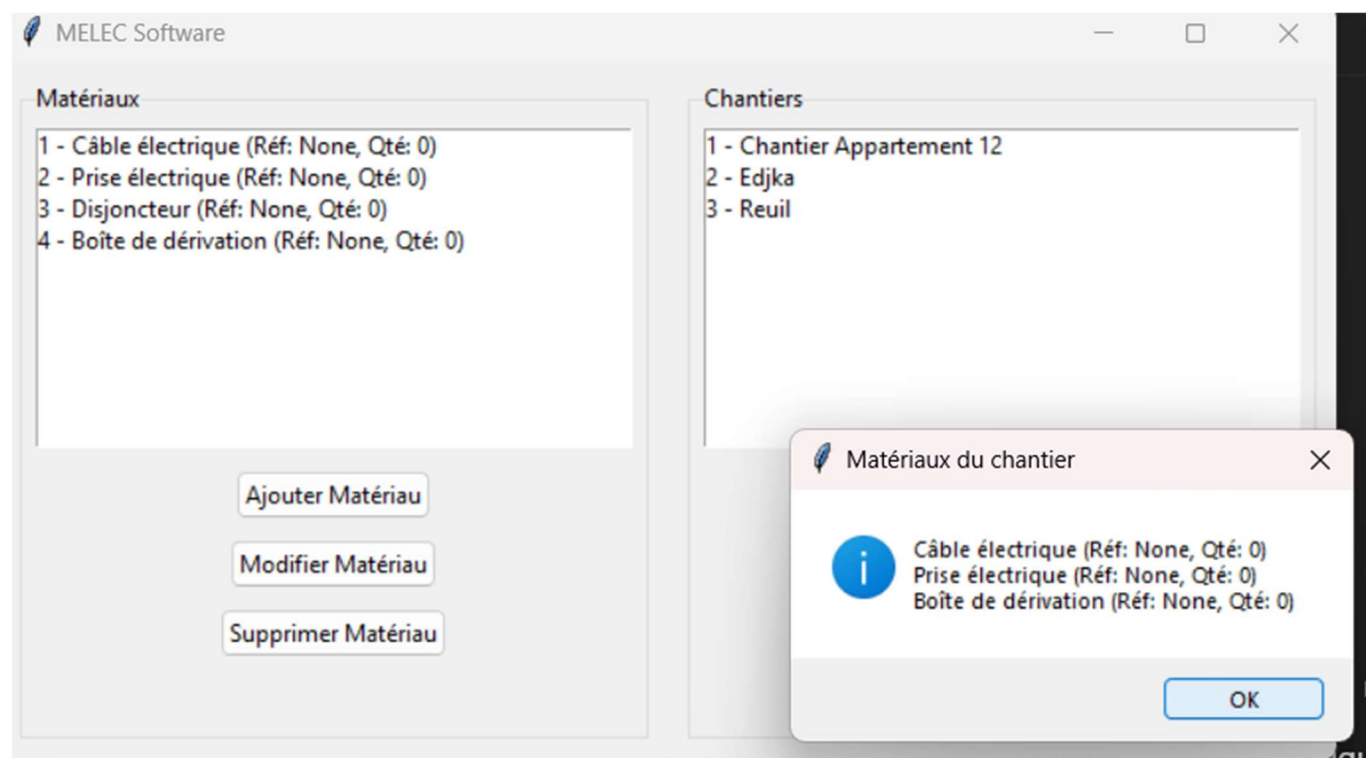 MELEC Software
Matériaux
1 - Câble électrique (Réf: None, Qté: 0)
2 - Prise électrique (Réf: None, Qté: 0)
3 - Disjoncteur (Réf: None, Qté: 0)
4 - Boîte de dérivation (Réf: None, Qté: 0)
Ajouter Matériau
Modifier Matériau
Supprimer Matériau
Chantiers
1 - Chantier Appartement 12
2 - Edjka
3 - Reuil
Matériaux du chantier
Câble électrique (Réf: None, Qté: 0)
Prise électrique (Réf: None, Qté: 0)
Boîte de dérivation (Réf: None, Qté: 0)
OK